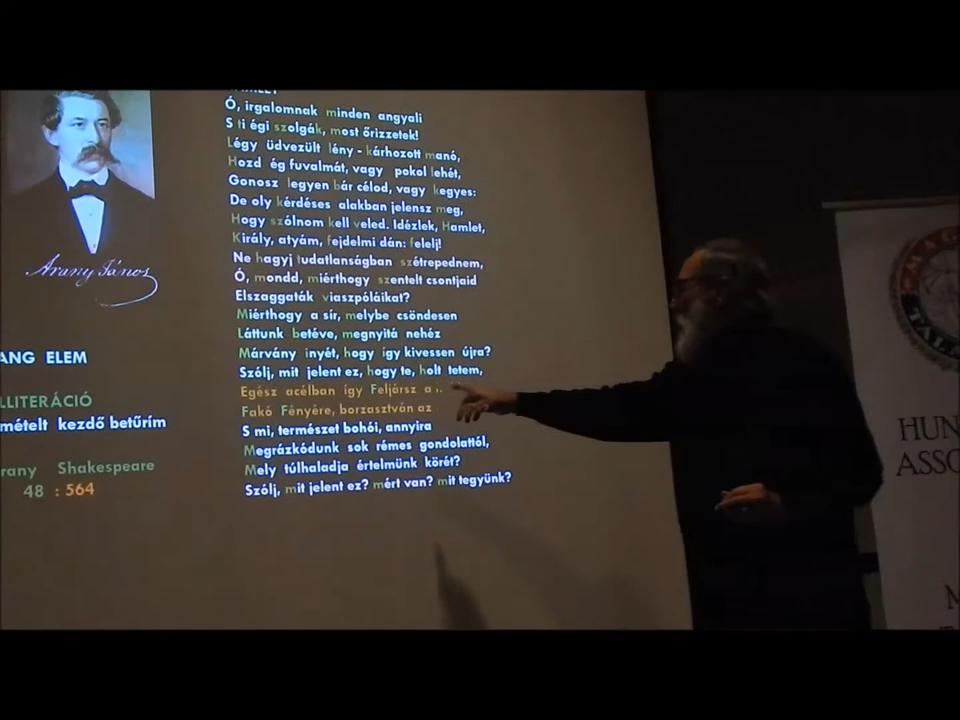 HAMLET
Ó, irgalomnak minden angyali
S ti égi szolgák, most őrizzetek!
Légy üdvezült lény - kárhozott manó,
Hozd ég fuvalmát, vagy pokol lehét,
Gonosz legyen bár célod, vagy kegyes:
De oly kérdéses alakban jelensz meg,
Hogy szólnom kell veled. Idézlek, Hamlet,
Király, atyám, fejdelmi dán: felelj!
Ne hagyj tudatlanságban szétrepednem,
Ó, mondd, miérthogy szentelt csontjaid
Elszaggaták viaszpóláikat?
Miérthogy a sír, melybe csöndesen
Láttunk betéve, megnyitá nehéz
Márvány inyét, hogy így kivessen újra?
Szólj, mit jelent ez, hogy te, holt tetem,
Egész acélban így Feljársz a
Fakó Fényére, borzasztván az
S mi, természet bohói, annyira
Megrázkódunk sok rémes gondolattól,
Mely túlhaladja értelmünk körét?
Szólj, mit jelent ez? mért van? mit tegyünk?
Arany János
ANG ELEM
LLITERÁCIÓ
mételt kezdő betűrím
rany Shakespeare
48 : 564
MAG
TALÁ
HUN
ASSO
M